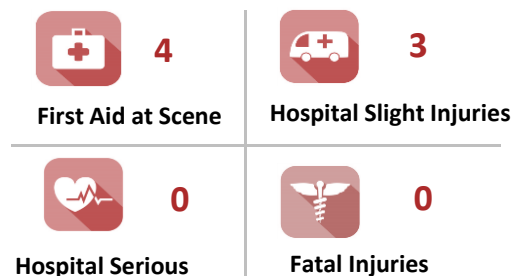 4
First Aid at Scene
3
Hospital Slight Injuries
0
Hospital Serious
0
Fatal Injuries